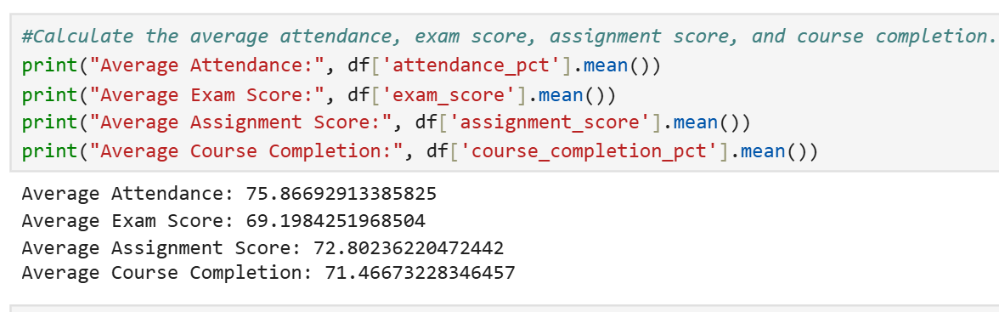 #Calculate the average attendance, exam score, assignment score, and course completion.
print("Average Attendance:", df['attendance_pct'].mean())
print("Average Exam Score:", df['exam_score'].mean())
print("Average Assignment Score:", df['assignment_score'].mean())
print("Average Course Completion:", df['course_completion_pct'].mean())
Average Attendance: 75.86692913385825
Average Exam Score: 69.1984251968504
Average Assignment Score: 72.80236220472442
Average Course Completion: 71.46673228346457